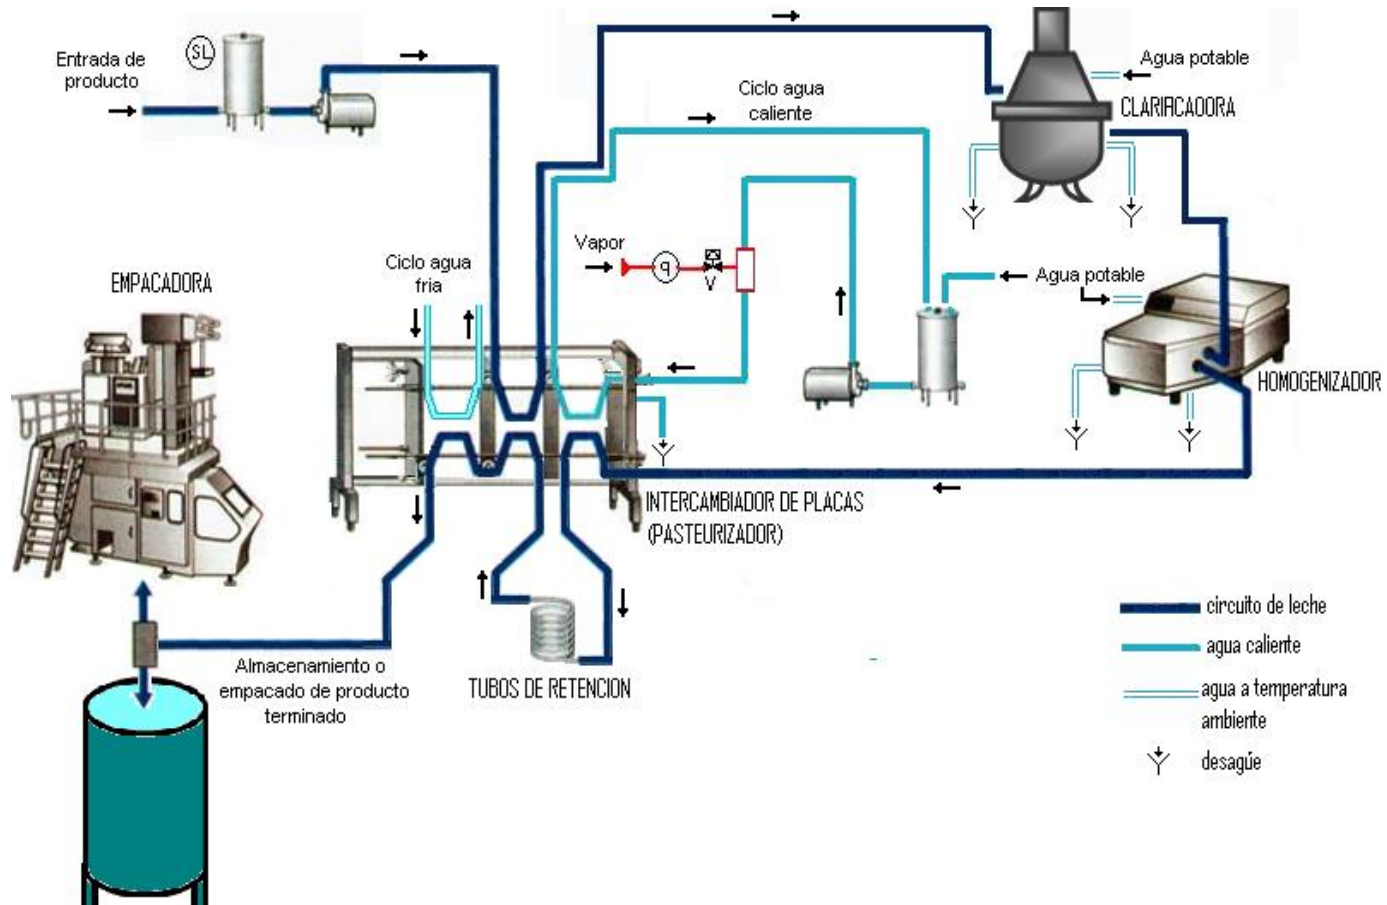 Entrada de
producto
SL
Ciclo agua
caliente
Agua potable
CLARIFICADORA
Vapor
q
V
Ciclo agua
fria
EMPACADORA
Agua potable
HOMOGENIZADOR
INTERCAMBIADOR DE PLACAS
(PASTEURIZADOR)
Almacenamiento o
empacado de producto
terminado
TUBOS DE RETENCION
circuito de leche
agua caliente
agua a temperatura
ambiente
desagüe